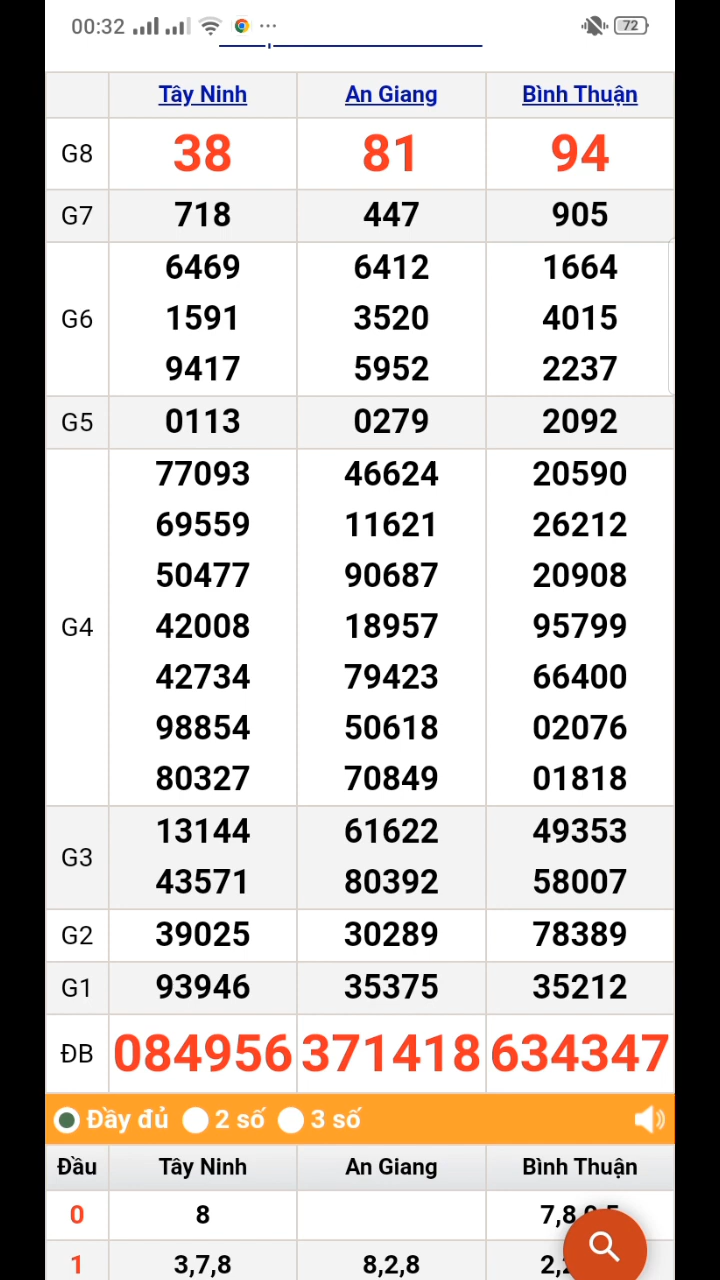 00:32 72
Tây Ninh An Giang Bình Thuận
G8 38 81 94
G7 718 447 905
G6 6469 6412 1664
1591 3520 4015
9417 5952 2237
G5 0113 0279 2092
G4 77093 46624 20590
69559 11621 26212
50477 90687 20908
42008 18957 95799
42734 79423 66400
98854 50618 02076
80327 70849 01818
G3 13144 61622 49353
43571 80392 58007
G2 39025 30289 78389
G1 93946 35375 35212
ĐB 084956 371418 634347
Đầy đủ 2 số 3 số
Đầu Tây Ninh An Giang Bình Thuận
0 8 7,8
1 3,7,8 8,2,8